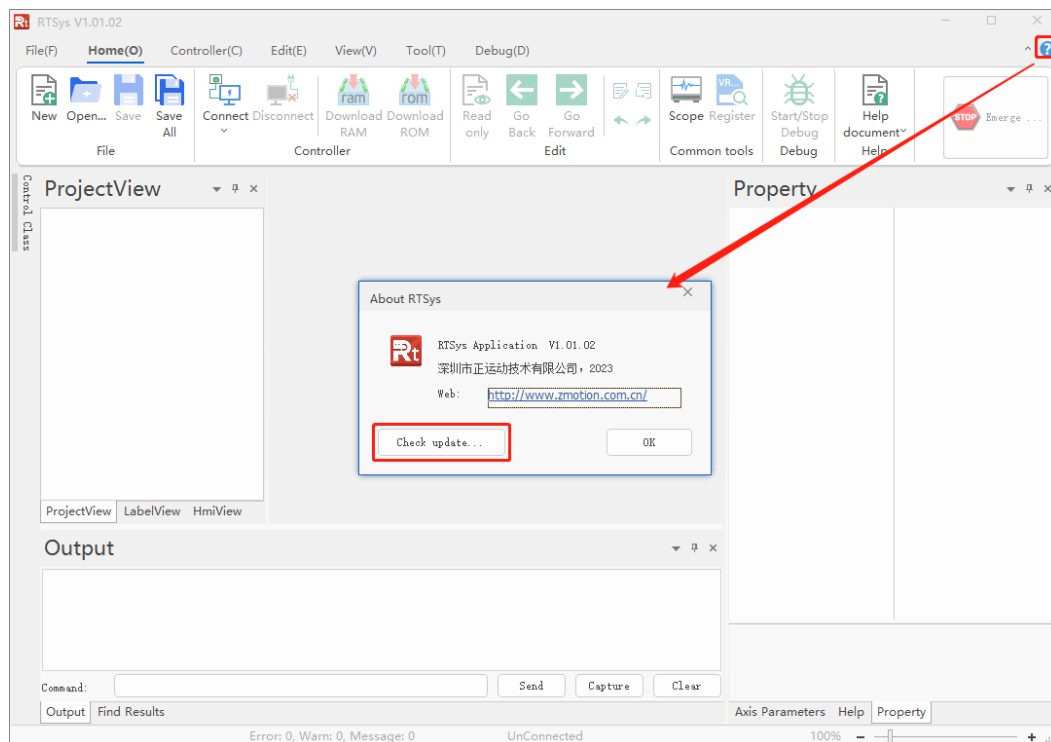 RTSys V1.01.02
File(F) Home(O) Controller(C) Edit(E) View(V) Tool(T) Debug(D)
New Open... Save Save All
File
Connect Disconnect Download RAM Download ROM
Controller
Read only Go Back Go Forward
Edit
Scope Register
Common tools
Start/Stop Debug
Debug
Help document
Help
STOP Emerge ...
Control Class
ProjectView
Property
About RTSys
Rt
RTSys Application V1.01.02
深圳市正运动技术有限公司，2023
Web: http://www.zmotion.com.cn/
Check update... OK
ProjectView LabelView HmiView
Output
Command: Send Capture Clear
Output Find Results
Axis Parameters Help Property
Error: 0, Warn: 0, Message: 0 UnConnected 100%